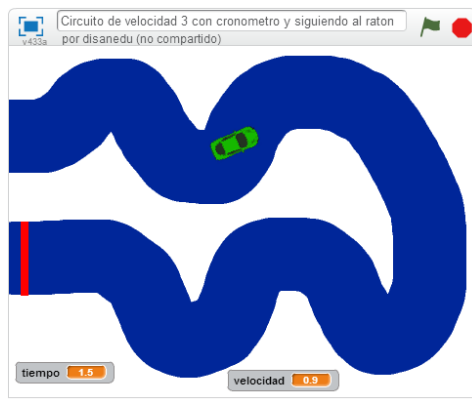 Circuito de velocidad 3 con cronometro y siguiendo al raton
por disanedu (no compartido)
v433a
tiempo 1.5
velocidad 0.9